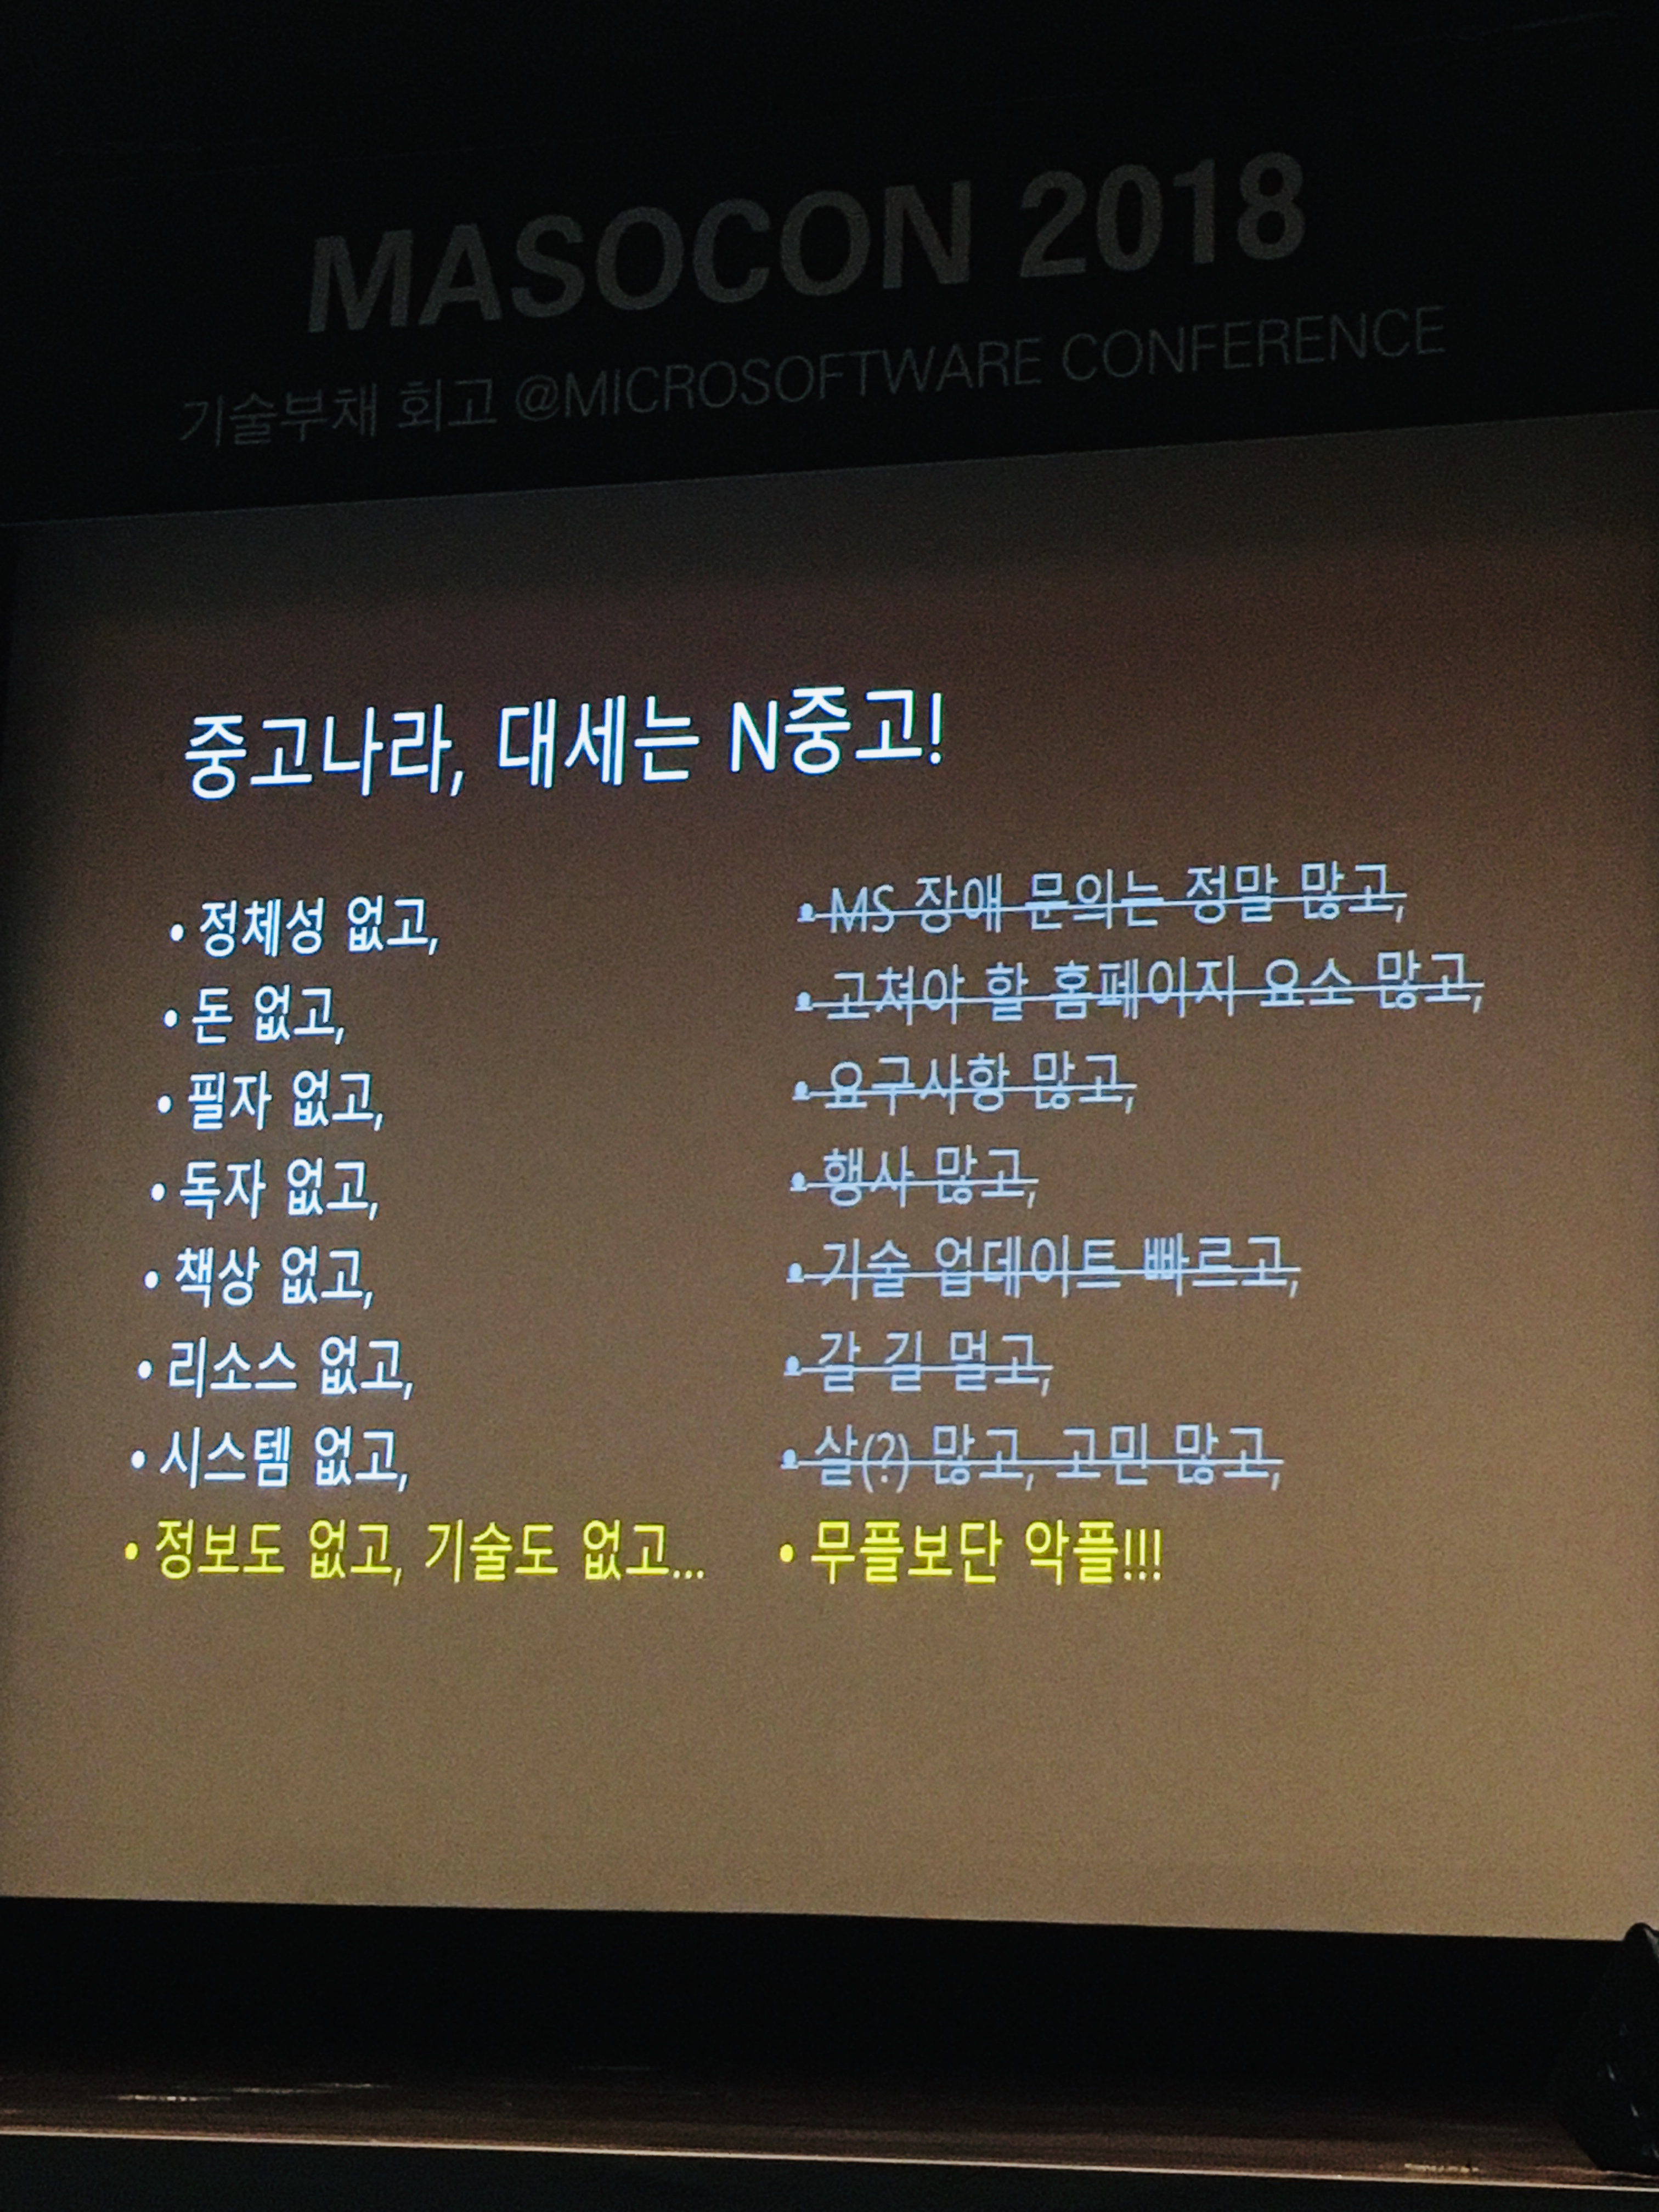 MASOCON 2018
기술부채 회고 @MICROSOFTWARE CONFERENCE
중고나라, 대세는 N중고!
• 정체성 없고,
• 돈 없고,
• 필자 없고,
• 독자 없고,
• 책상 없고,
• 리소스 없고,
• 시스템 없고,
• 정보도 없고, 기술도 없고...
• MS 장애 문의는 정말 많고,
• 고쳐야 할 홈페이지 요소 많고,
• 요구사항 많고,
• 행사 많고,
• 기술 업데이트 빠르고,
• 갈 길 멀고,
• 살(?) 많고, 고민 많고,
• 무플보단 악플!!!